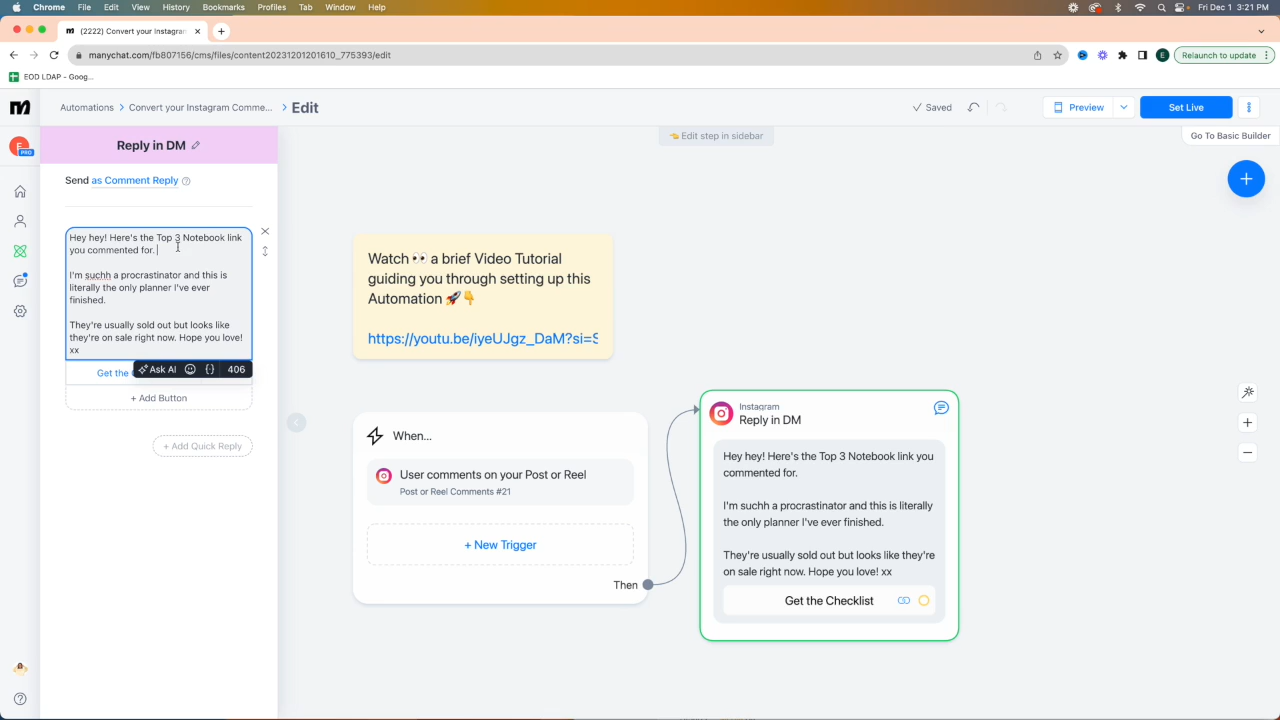 Chrome File Edit View History Bookmarks Profiles Tab Window Help
Fri Dec 1 3:21 PM
(2222) Convert your Instagram
manychat.com/fb807156/cms/files/content20231201201610_775393/edit
E
Relaunch to update
EOD LDAP - Goog...
Automations > Convert your Instagram Comme... > Edit
Saved
Preview
Set Live
F
PRO
Reply in DM
👈 Edit step in sidebar
Go To Basic Builder
Send as Comment Reply
Hey hey! Here's the Top 3 Notebook link
you commented for.
I'm suchh a procrastinator and this is
literally the only planner I've ever
finished.
They're usually sold out but looks like
they're on sale right now. Hope you love!
xx
Get the
Ask AI
406
+ Add Button
+ Add Quick Reply
Watch 👀 a brief Video Tutorial
guiding you through setting up this
Automation 🚀👇
https://youtu.be/iyeUJgz_DaM?si=S
When...
User comments on your Post or Reel
Post or Reel Comments #21
+ New Trigger
Then
Instagram
Reply in DM
Hey hey! Here's the Top 3 Notebook link you
commented for.
I'm suchh a procrastinator and this is literally
the only planner I've ever finished.
They're usually sold out but looks like they're
on sale right now. Hope you love! xx
Get the Checklist